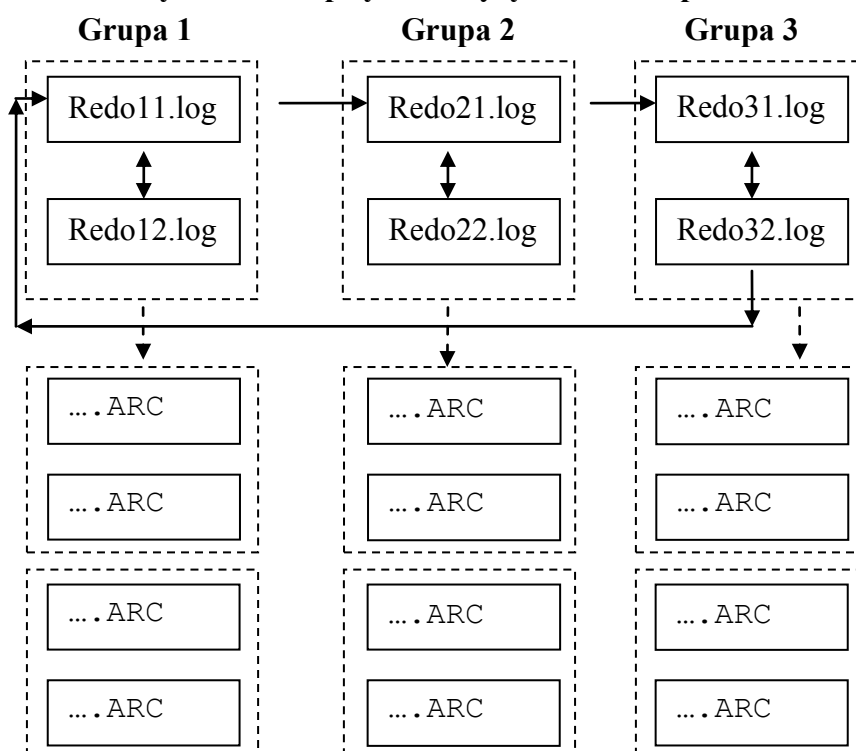 Grupa 1 Grupa 2 Grupa 3
Redo11.log Redo21.log Redo31.log
Redo12.log Redo22.log Redo32.log
….ARC ….ARC ….ARC
….ARC ….ARC ….ARC
….ARC ….ARC ….ARC
….ARC ….ARC ….ARC